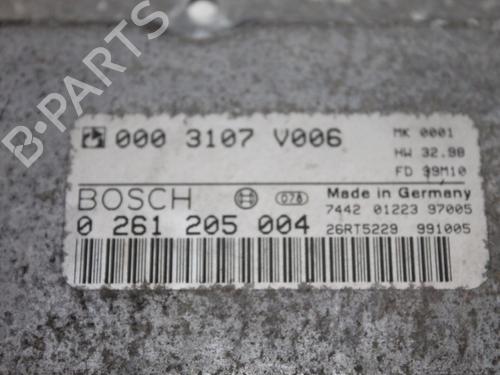 B-PARTS
000 3107 V006
MK 0001
HW 32.98
FD 99M10
BOSCH
076
Made in Germany
0 261 205 004
7442 01223 97005
26RT5229 991005